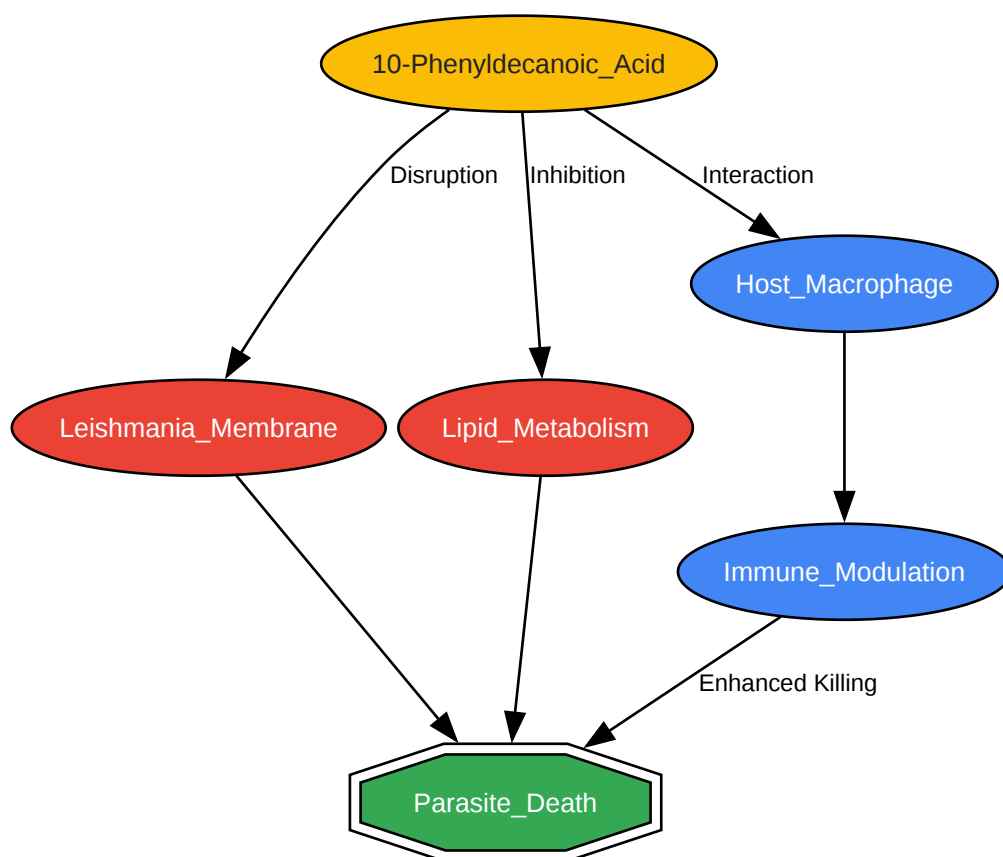 10-Phenyldecanoic_Acid
Disruption
Inhibition
Interaction
Host_Macrophage
Leishmania_Membrane
Lipid_Metabolism
Immune_Modulation
Enhanced Killing
Parasite_Death